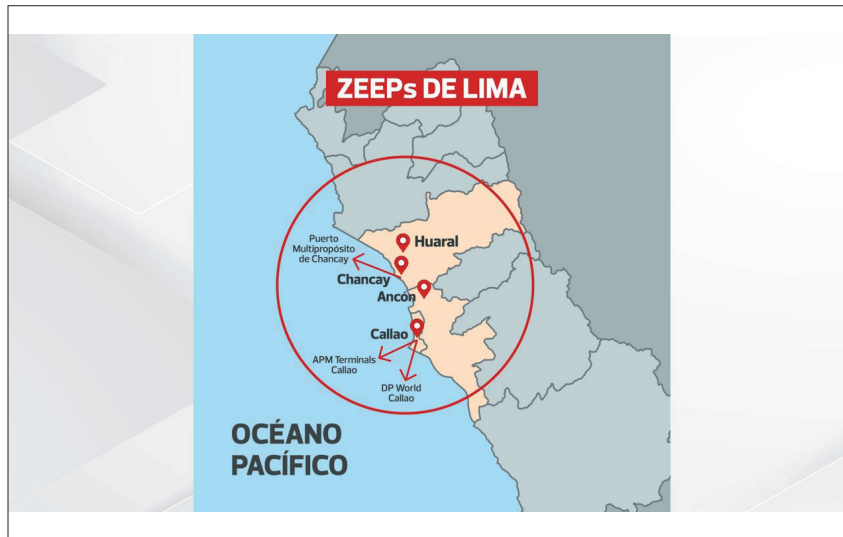 ZEEPs DE LIMA
Huaral
Puerto
Multipropósito
de Chancay
Chancay
Ancón
Callao
APM Terminals
Callao
DP World
Callao
OCÉANO
PACÍFICO